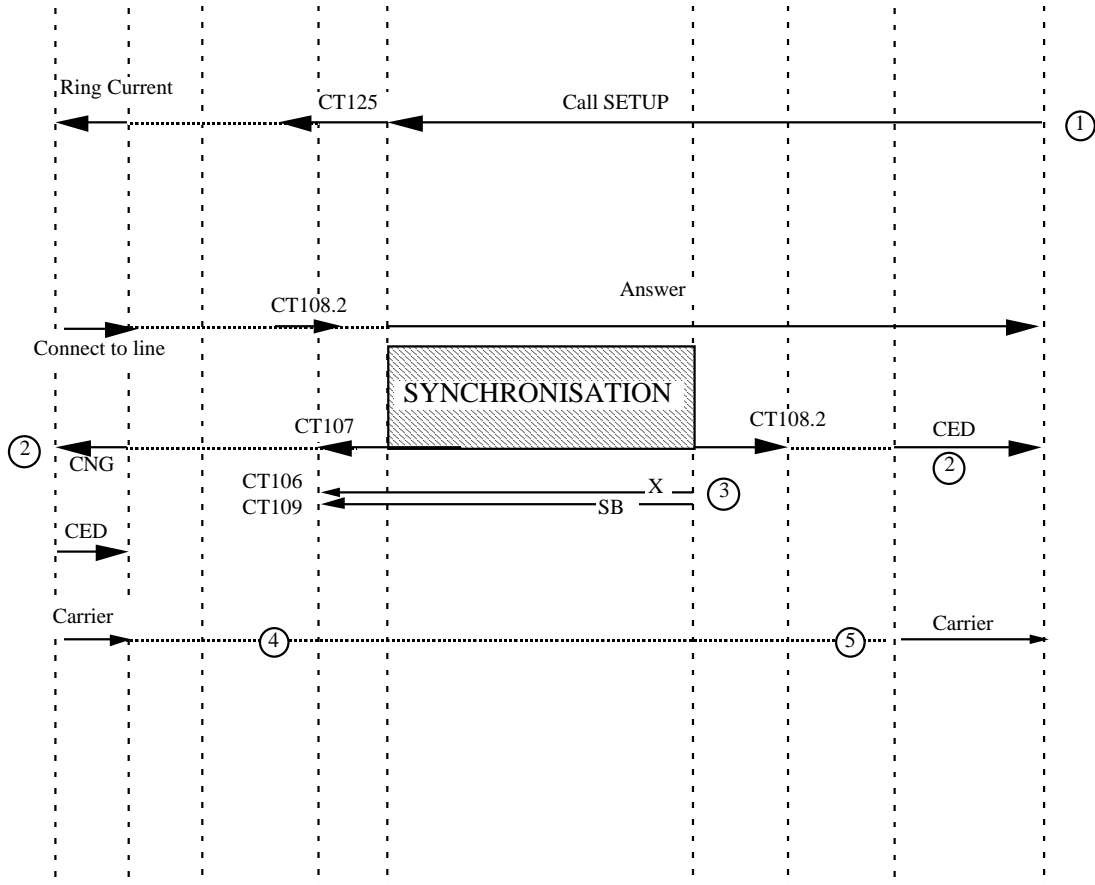 Ring Current
CT125
Call SETUP
1
CT108.2
Answer
Connect to line
SYNCHRONISATION
CT107
CT108.2
CED
2
CNG
2
CT106
X
3
CT109
SB
CED
Carrier
4
5
Carrier